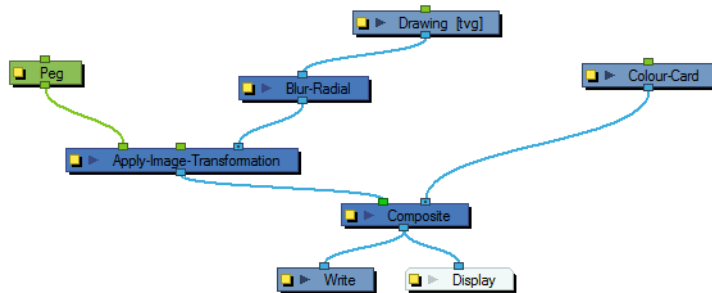 Drawing [tvg]
Peg
Colour-Card
Blur-Radial
Apply-Image-Transformation
Composite
Write
Display